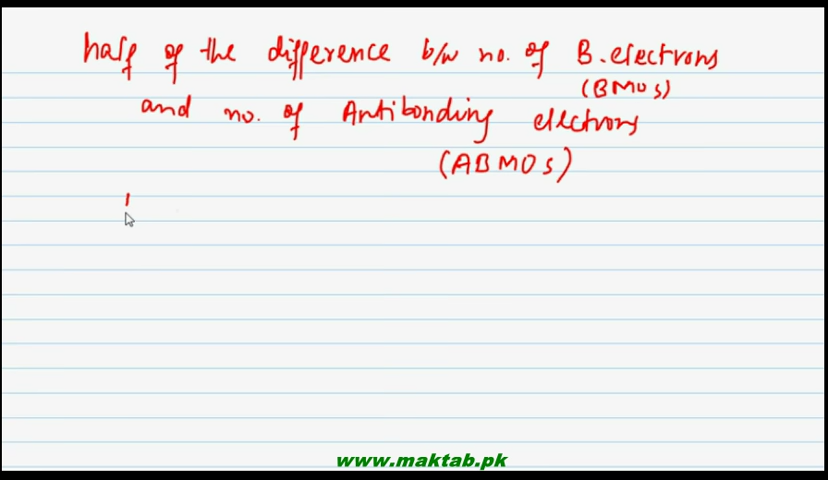 half of the difference b/w no. of B.electrons
(BMOs)
and no. of Antibonding electrons
(ABMOs)
www.maktab.pk